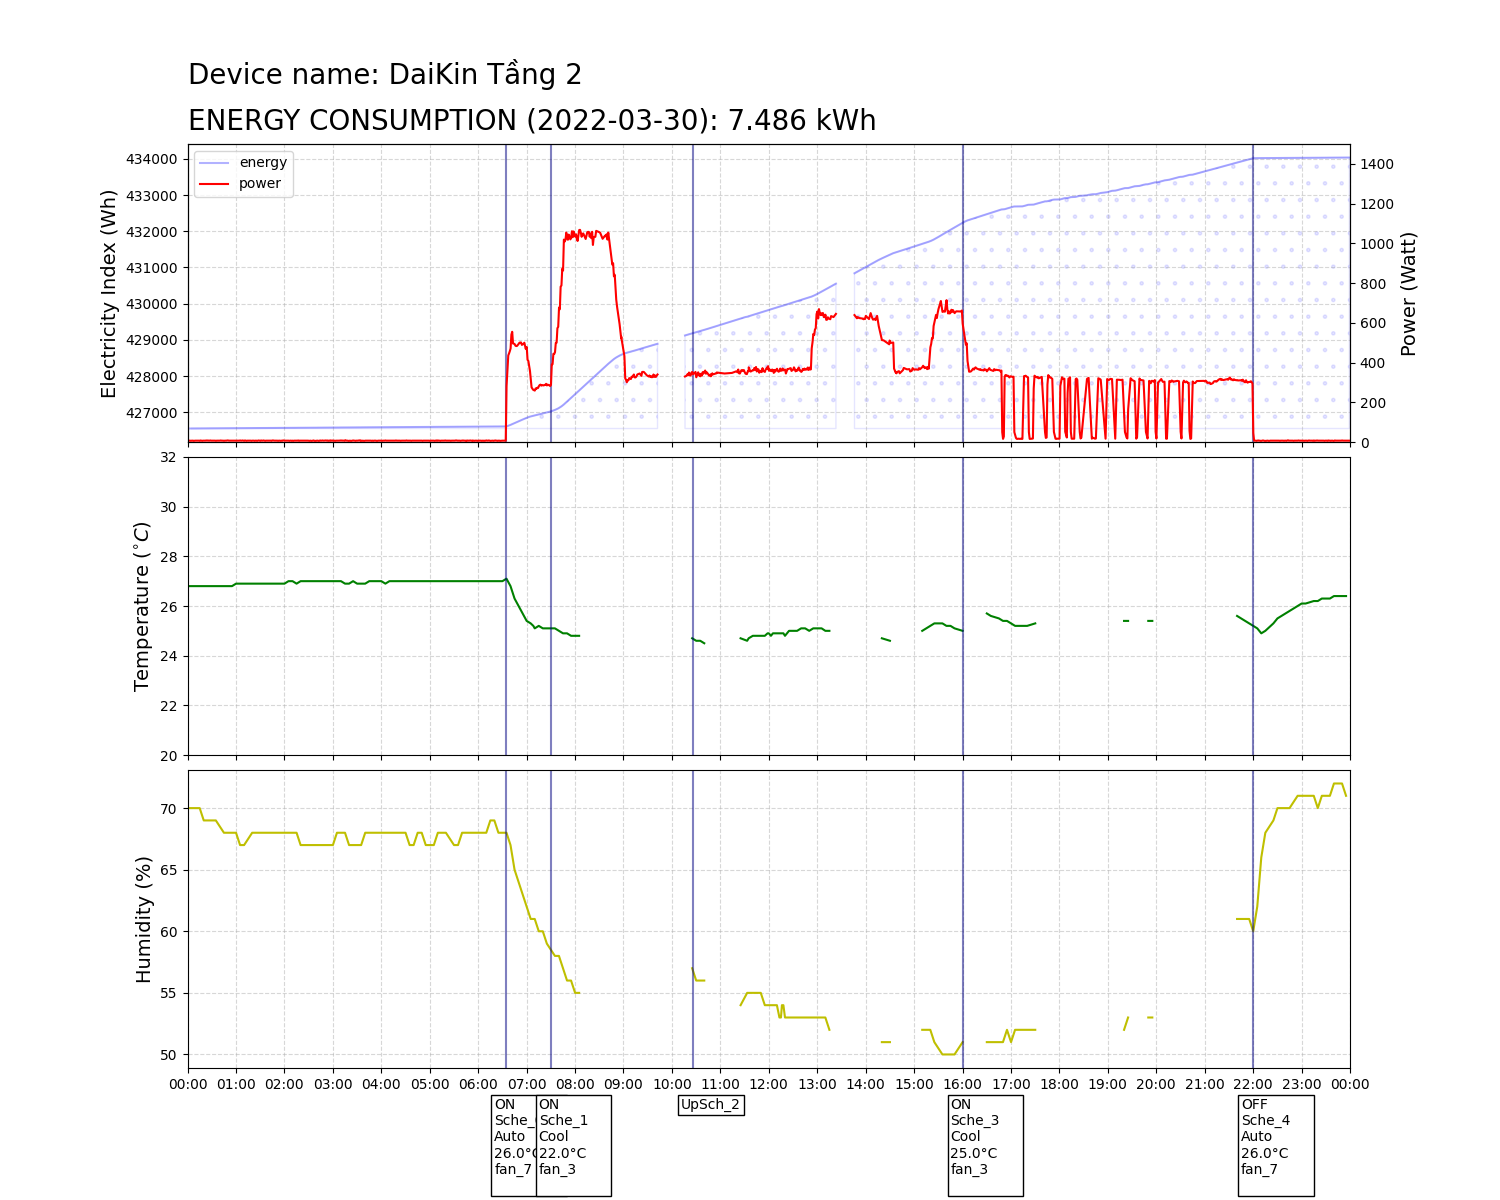 Device name: DaiKin Tầng 2
ENERGY CONSUMPTION (2022-03-30): 7.486 kWh
energy
power
Electricity Index (Wh)
434000
433000
432000
431000
430000
429000
428000
427000
Power (Watt)
1400
1200
1000
800
600
400
200
0
Temperature (°C)
32
30
28
26
24
22
20
Humidity (%)
70
65
60
55
50
00:00 01:00 02:00 03:00 04:00 05:00 06:00 07:00 08:00 09:00 10:00 11:00 12:00 13:00 14:00 15:00 16:00 17:00 18:00 19:00 20:00 21:00 22:00 23:00 00:00
ON
Sche_
Auto
26.0°C
fan_7
ON
Sche_1
Cool
22.0°C
fan_3
UpSch_2
ON
Sche_3
Cool
25.0°C
fan_3
OFF
Sche_4
Auto
26.0°C
fan_7